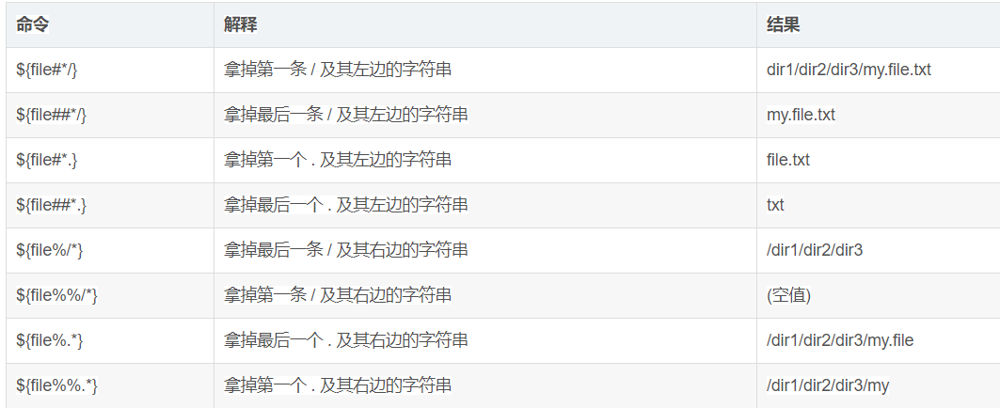 命令 解释 结果
${file#*/} 拿掉第一条 / 及其左边的字符串 dir1/dir2/dir3/my.file.txt
${file##*/} 拿掉最后一条 / 及其左边的字符串 my.file.txt
${file#*.} 拿掉第一个 . 及其左边的字符串 file.txt
${file##*.} 拿掉最后一个 . 及其左边的字符串 txt
${file%/*} 拿掉最后一条 / 及其右边的字符串 /dir1/dir2/dir3
${file%%/*} 拿掉第一条 / 及其右边的字符串 (空值)
${file%.*} 拿掉最后一个 . 及其右边的字符串 /dir1/dir2/dir3/my.file
${file%%.*} 拿掉第一个 . 及其右边的字符串 /dir1/dir2/dir3/my